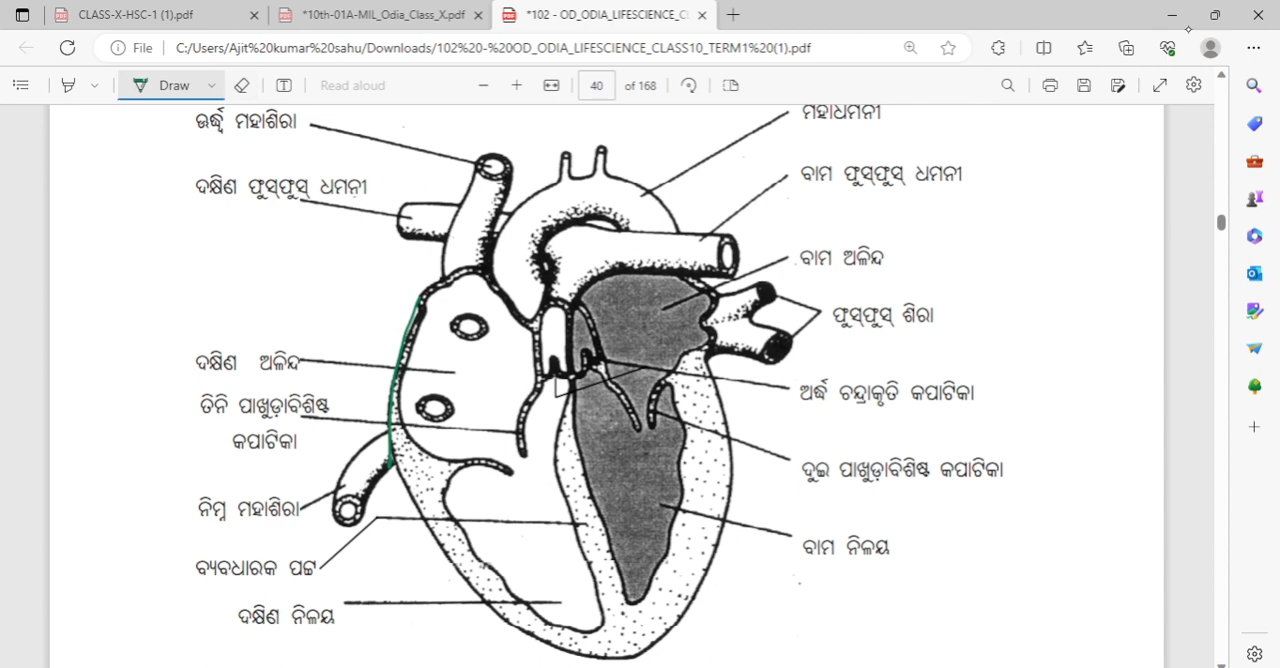 CLASS-X-HSC-1 (1).pdf
*10th-01A-MIL_Odia_Class_X.pdf
*102 - OD_ODIA_LIFESCIENCE_CL
File
C:/Users/Ajit%20kumar%20sahu/Downloads/102%20-%20OD_ODIA_LIFESCIENCE_CLASS10_TERM1%20(1).pdf
Draw
Read aloud
40 of 168
ଊର୍ଦ୍ଧ୍ୱ ମହାଶିରା
ମହାଧମନୀ
ଦକ୍ଷିଣ ଫୁସ୍‌ଫୁସ୍ ଧମନୀ
ବାମ ଫୁସ୍‌ଫୁସ୍ ଧମନୀ
ବାମ ଅଳିନ୍ଦ
ଫୁସ୍‌ଫୁସ୍ ଶିରା
ଦକ୍ଷିଣ ଅଳିନ୍ଦ
ତିନି ପାଖୁଡ଼ାବିଶିଷ୍ଟ
କପାଟିକା
ଅର୍ଦ୍ଧ ଚନ୍ଦ୍ରାକୃତି କପାଟିକା
ଦୁଇ ପାଖୁଡ଼ାବିଶିଷ୍ଟ କପାଟିକା
ନିମ୍ନ ମହାଶିରା
ବାମ ନିଳୟ
ବ୍ୟବଧାରକ ପଟ୍ଟ
ଦକ୍ଷିଣ ନିଳୟ